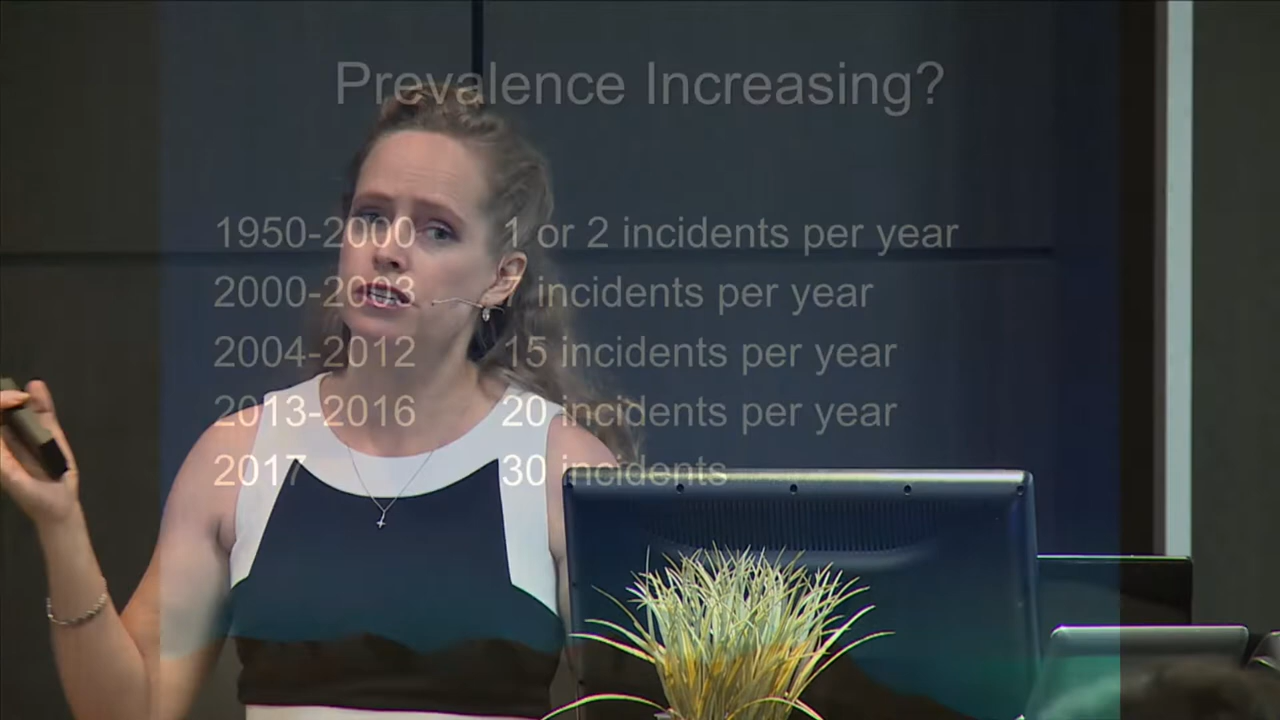 Prevalence Increasing?
1950-2000 1 or 2 incidents per year
2000-2003 7 incidents per year
2004-2012 15 incidents per year
2013-2016 20 incidents per year
2017 30 incidents